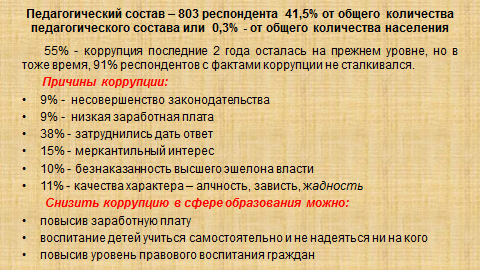 Педагогический состав – 803 респондента 41,5% от общего количества
педагогического состава или 0,3% - от общего количества населения
55% - коррупция последние 2 года осталась на прежнем уровне, но в
тоже время, 91% респондентов с фактами коррупции не сталкивался.
Причины коррупции:
• 9% - несовершенство законодательства
• 9% - низкая заработная плата
• 38% - затруднились дать ответ
• 15% - меркантильный интерес
• 10% - безнаказанность высшего эшелона власти
• 11% - качества характера – алчность, зависть, жадность
Снизить коррупцию в сфере образования можно:
• повысив заработную плату
• воспитание детей учиться самостоятельно и не надеяться ни на кого
• повысив уровень правового воспитания граждан